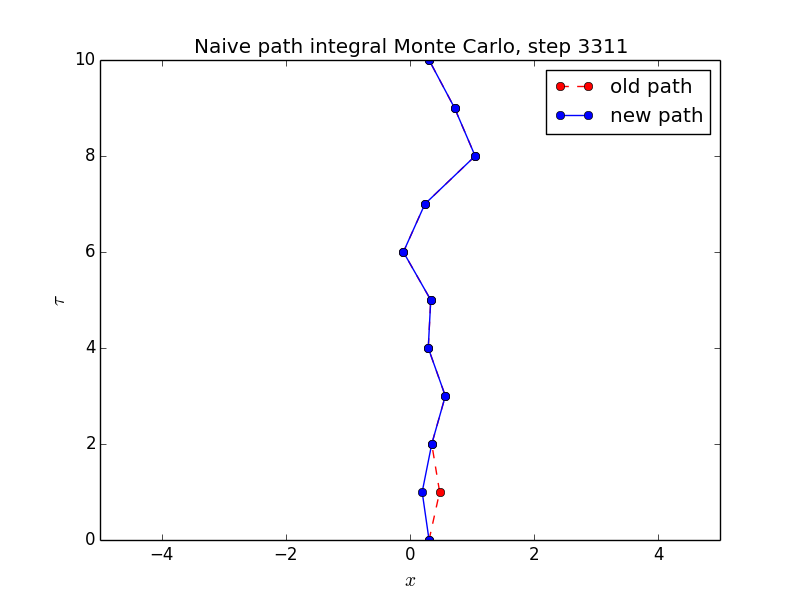 Naive path integral Monte Carlo, step 3311
old path
new path
10
8
6
4
2
0
τ
−4
−2
0
2
4
x